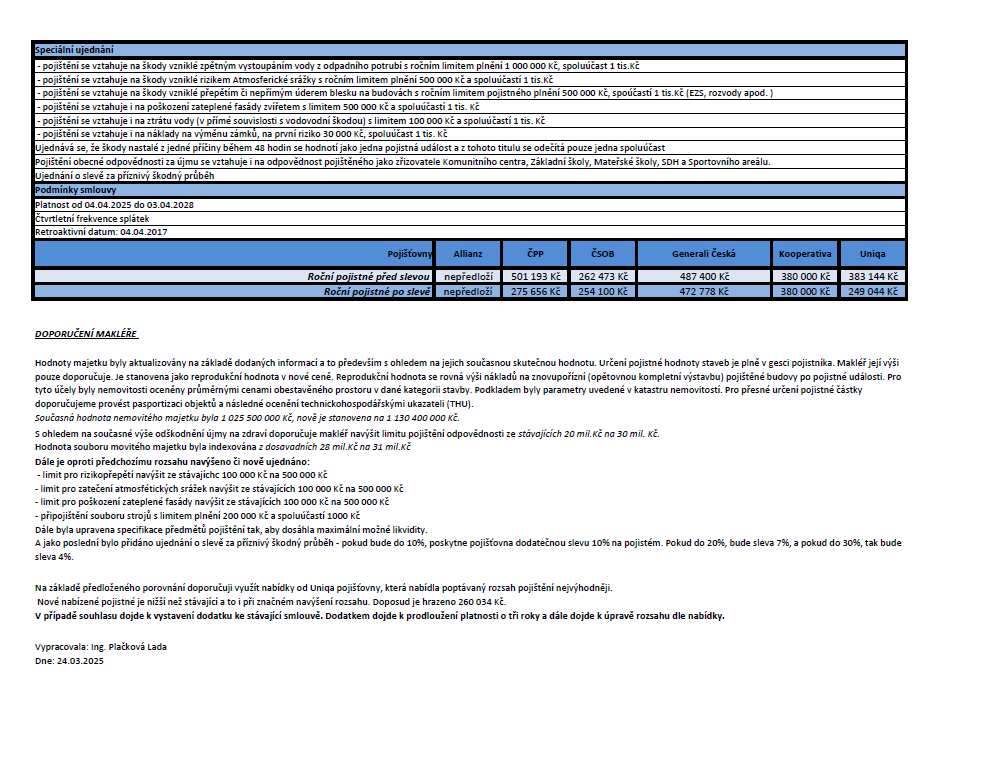 Speciální ujednání
- pojištění se vztahuje na škody vzniklé zpětným vystoupáním vody z odpadního potrubí s ročním limitem plnění 1 000 000 Kč, spoluúčast 1 tis.Kč
- pojištění se vztahuje na škody vzniklé rizikem Atmosferické srážky s ročním limitem plnění 500 000 Kč a spoluúčastí 1 tis.Kč
- pojištění se vztahuje na škody vzniklé přepětím či nepřímým úderem blesku na budovách s ročním limitem pojistného plnění 500 000 Kč, spoúčastí 1 tis.Kč (EZS, rozvody apod. )
- pojištění se vztahuje i na poškození zateplené fasády zvířetem s limitem 500 000 Kč a spoluúčastí 1 tis. Kč
- pojištění se vztahuje i na ztrátu vody (v přímé souvislosti s vodovodní škodou) s limitem 100 000 Kč a spoluúčastí 1 tis. Kč
- pojištění se vztahuje i na náklady na výměnu zámků, na první riziko 30 000 Kč, spoluúčast 1 tis. Kč
Ujednává se, že škody nastalé z jedné příčiny během 48 hodin se hodnotí jako jedna pojistná událost a z tohoto titulu se odečítá pouze jedna spoluúčast
Pojištění obecné odpovědnosti za újmu se vztahuje i na odpovědnost pojištěného jako zřizovatele Komunitního centra, Základní školy, Mateřské školy, SDH a Sportovního areálu.
Ujednání o slevě za příznivý škodný průběh
Podmínky smlouvy
Platnost od 04.04.2025 do 03.04.2028
Čtvrtletní frekvence splátek
Retroaktivní datum: 04.04.2017
Pojišťovny Allianz ČPP ČSOB Generali Česká Kooperativa Uniqa
Roční pojistné před slevou nepředloží 501 193 Kč 262 473 Kč 487 400 Kč 380 000 Kč 383 144 Kč
Roční pojistné po slevě nepředloží 275 656 Kč 254 100 Kč 472 778 Kč 380 000 Kč 249 044 Kč
DOPORUČENÍ MAKLÉŘE
Hodnoty majetku byly aktualizovány na základě dodaných informací a to především s ohledem na jejich současnou skutečnou hodnotu. Určení pojistné hodnoty staveb je plně v gesci pojistníka. Makléř její výši
pouze doporučuje. Je stanovena jako reprodukční hodnota v nové ceně. Reprodukční hodnota se rovná výši nákladů na znovupořízní (opětovnou kompletní výstavbu) pojištěné budovy po pojistné události. Pro
tyto účely byly nemovitosti oceněny průměrnými cenami obestavěného prostoru v dané kategorii stavby. Podkladem byly parametry uvedené v katastru nemovitostí. Pro přesné určení pojistné částky
doporučujeme provést pasportizaci objektů a následné ocenění technickohospodářskými ukazateli (THU).
Současná hodnota nemovitého majetku byla 1 025 500 000 Kč, nově je stanovena na 1 130 400 000 Kč.
S ohledem na současné výše odškodnění újmy na zdraví doporučuje makléř navýšit limitu pojištění odpovědnosti ze stávajících 20 mil.Kč na 30 mil. Kč.
Hodnota souboru movitého majetku byla indexována z dosavadních 28 mil.Kč na 31 mil.Kč
Dále je oproti předchozímu rozsahu navýšeno či nově ujednáno:
- limit pro rizikopřepětí navýšit ze stávajíchc 100 000 Kč na 500 000 Kč
- limit pro zatečení atmosfétických srážek navýšit ze stávajících 100 000 Kč na 500 000 Kč
- limit pro poškození zateplené fasády navýšit ze stávajících 100 000 Kč na 500 000 Kč
- připojištění souboru strojů s limitem plnění 200 000 Kč a spoluúčastí 1000 Kč
Dále byla upravena specifikace předmětů pojištění tak, aby dosáhla maximální možné likvidity.
A jako poslední bylo přidáno ujednání o slevě za příznivý škodný průběh - pokud bude do 10%, poskytne pojišťovna dodatečnou slevu 10% na pojistém. Pokud do 20%, bude sleva 7%, a pokud do 30%, tak bude
sleva 4%.
Na základě předloženého porovnání doporučuji využít nabídky od Uniqa pojišťovny, která nabídla poptávaný rozsah pojištění nejvýhodněji.
Nové nabízené pojistné je nižší než stávající a to i při značném navýšení rozsahu. Doposud je hrazeno 260 034 Kč.
V případě souhlasu dojde k vystavení dodatku ke stávající smlouvě. Dodatkem dojde k prodloužení platnosti o tři roky a dále dojde k úpravě rozsahu dle nabídky.
Vypracovala: Ing. Plačková Lada
Dne: 24.03.2025